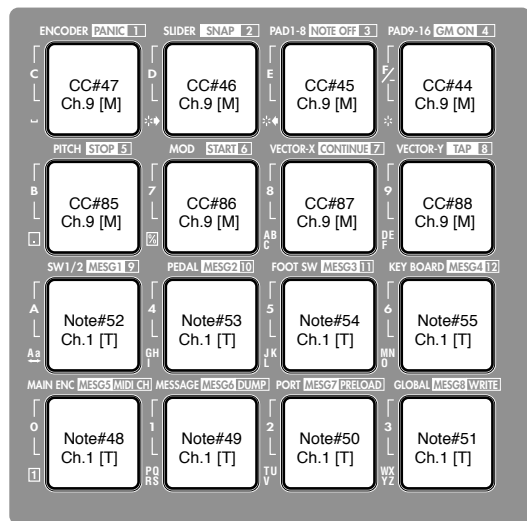 ENCODER PANIC 1 SLIDER SNAP 2 PAD1-8 NOTE OFF 3 PAD9-16 GM ON 4
C D E F/-
CC#47 CC#46 CC#45 CC#44
Ch.9 [M] Ch.9 [M] Ch.9 [M] Ch.9 [M]
PITCH STOP 5 MOD START 6 VECTOR-X CONTINUE 7 VECTOR-Y TAP 8
B 7 8 9
CC#85 CC#86 CC#87 CC#88
Ch.9 [M] Ch.9 [M] Ch.9 [M] Ch.9 [M]
. % AB DE
C F
SW1/2 MESG1 9 PEDAL MESG2 10 FOOT SW MESG3 11 KEY BOARD MESG4 12
A 4 5 6
Note#52 Note#53 Note#54 Note#55
Ch.1 [T] Ch.1 [T] Ch.1 [T] Ch.1 [T]
Aa GH JK MN
I L O
MAIN ENC MESG5 MIDI CH MESSAGE MESG6 DUMP PORT MESG7 PRELOAD GLOBAL MESG8 WRITE
0 1 2 3
Note#48 Note#49 Note#50 Note#51
Ch.1 [T] Ch.1 [T] Ch.1 [T] Ch.1 [T]
1 PQ TU WX
RS V YZ